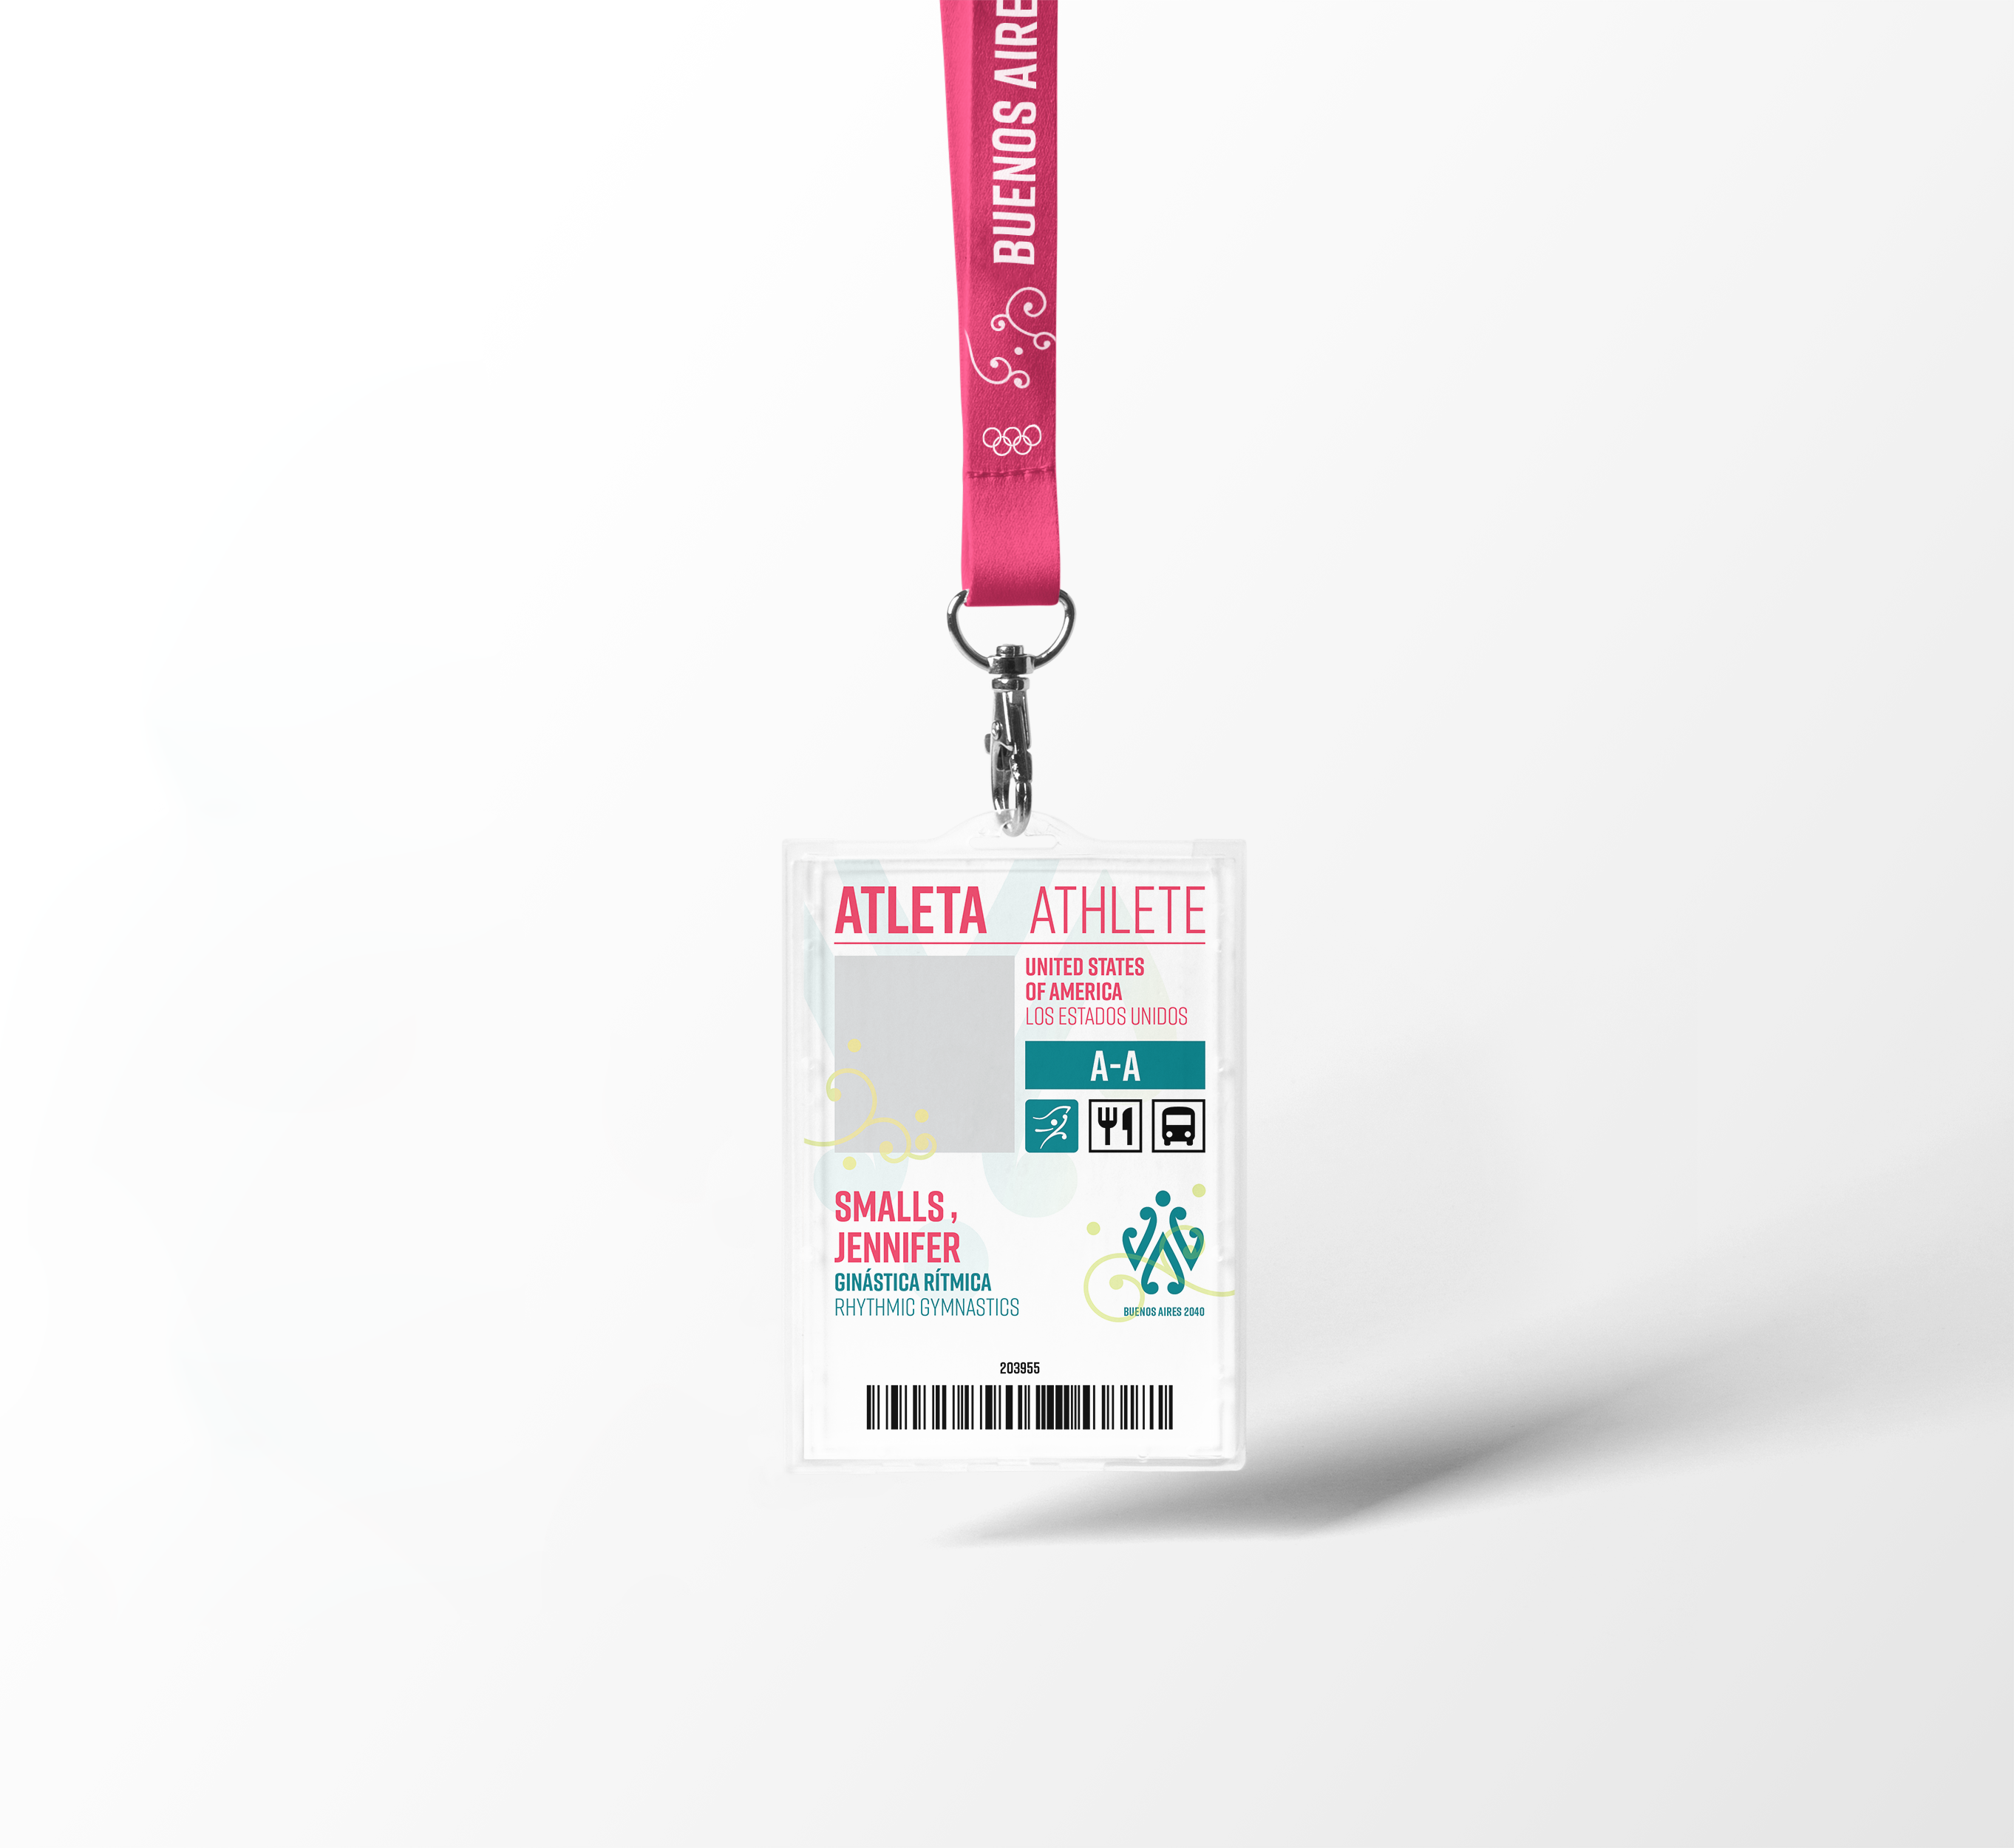 BUENOS AIRE
ATLETA ATHLETE
UNITED STATES
OF AMERICA
LOS ESTADOS UNIDOS
A-A
SMALLS ,
JENNIFER
GINÁSTICA RÍTMICA
RHYTHMIC GYMNASTICS
BUENOS AIRES 2040
203955